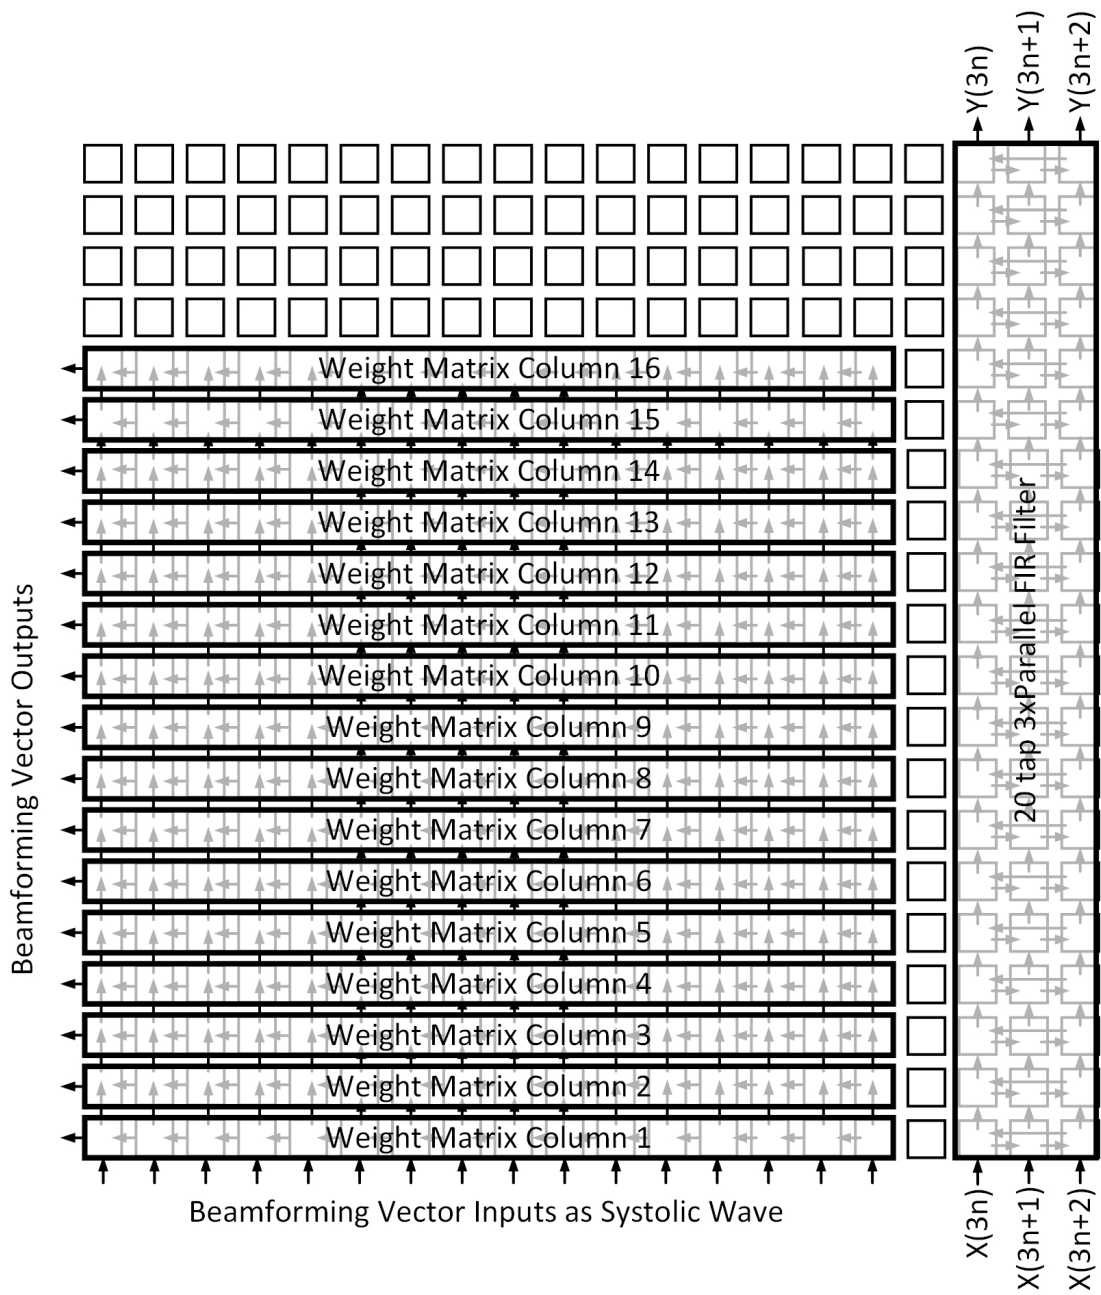 Y(3n)
Y(3n+1)
Y(3n+2)
Weight Matrix Column 16
Weight Matrix Column 15
Weight Matrix Column 14
Weight Matrix Column 13
Weight Matrix Column 12
Weight Matrix Column 11
Weight Matrix Column 10
Weight Matrix Column 9
Weight Matrix Column 8
Weight Matrix Column 7
Weight Matrix Column 6
Weight Matrix Column 5
Weight Matrix Column 4
Weight Matrix Column 3
Weight Matrix Column 2
Weight Matrix Column 1
Beamforming Vector Outputs
20 tap 3xParallel FIR Filter
Beamforming Vector Inputs as Systolic Wave
X(3n)
X(3n+1)
X(3n+2)